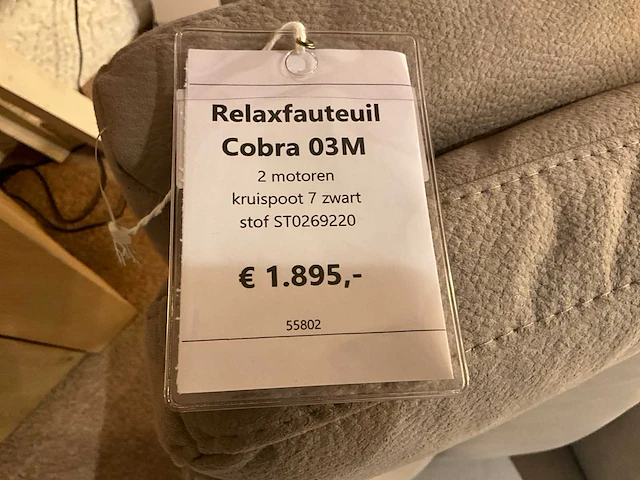 Relaxfauteuil
Cobra 03M
2 motoren
kruispoot 7 zwart
stof ST0269220
€ 1.895,-
55802